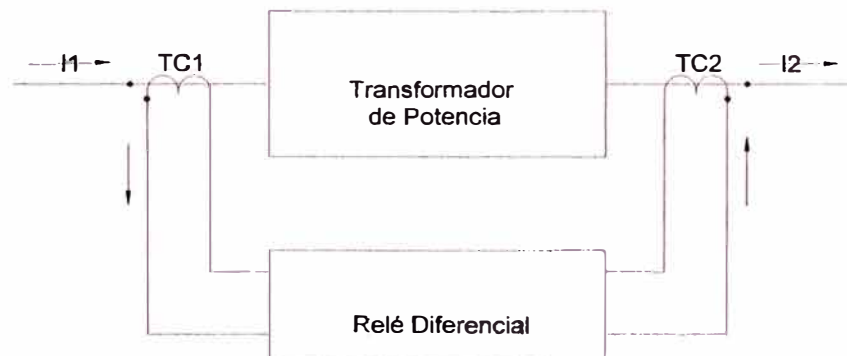 I1
TC1
Transformador
de Potencia
TC2
I2
Relé Diferencial